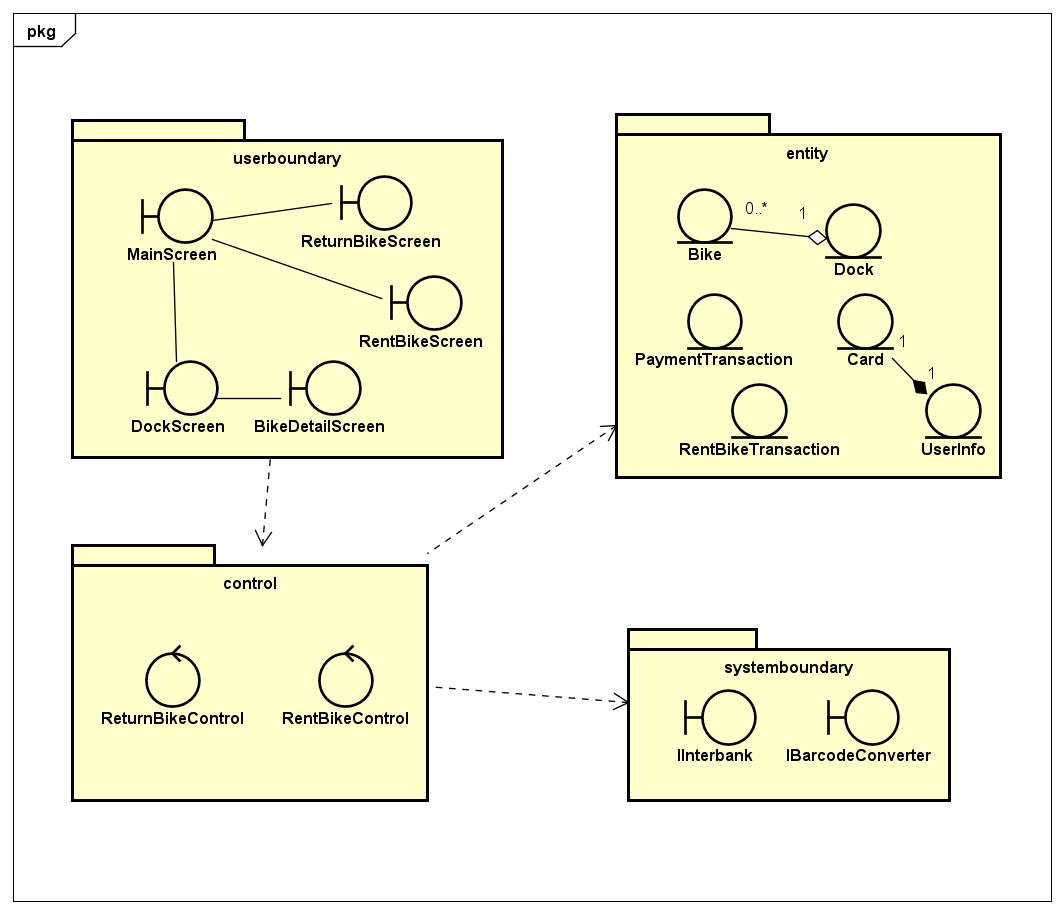 pkg
userboundary
MainScreen
ReturnBikeScreen
RentBikeScreen
DockScreen
BikeDetailScreen
entity
0..*
1
Bike
Dock
PaymentTransaction
Card
1
1
RentBikeTransaction
UserInfo
control
ReturnBikeControl
RentBikeControl
systemboundary
IInterbank
IBarcodeConverter